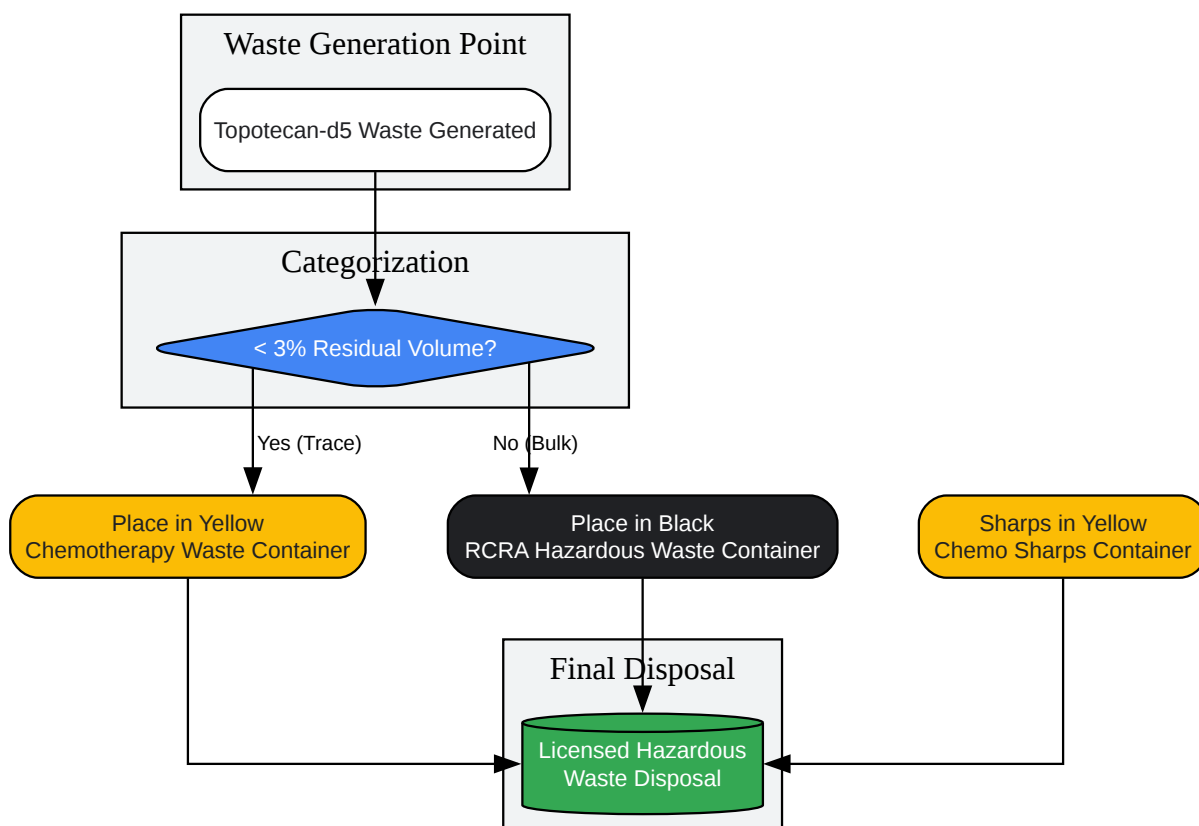 Waste Generation Point
Topotecan-d5 Waste Generated
Categorization
< 3% Residual Volume?
Yes (Trace)
No (Bulk)
Place in Yellow
Chemotherapy Waste Container
Place in Black
RCRA Hazardous Waste Container
Sharps in Yellow
Chemo Sharps Container
Final Disposal
Licensed Hazardous
Waste Disposal